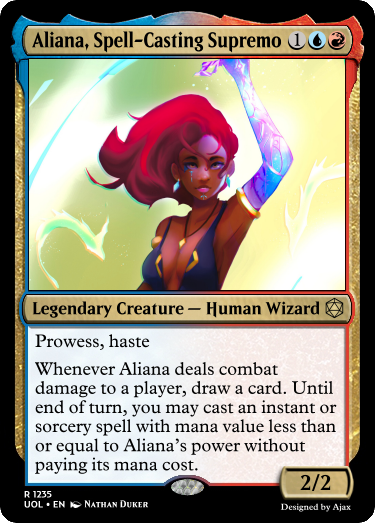 Aliana, Spell-Casting Supremo 1
Legendary Creature — Human Wizard
Prowess, haste
Whenever Aliana deals combat
damage to a player, draw a card. Until
end of turn, you may cast an instant or
sorcery spell with mana value less than
or equal to Aliana's power without
paying its mana cost.
2/2
R 1235
UOL • EN Nathan Duker
Designed by Ajax